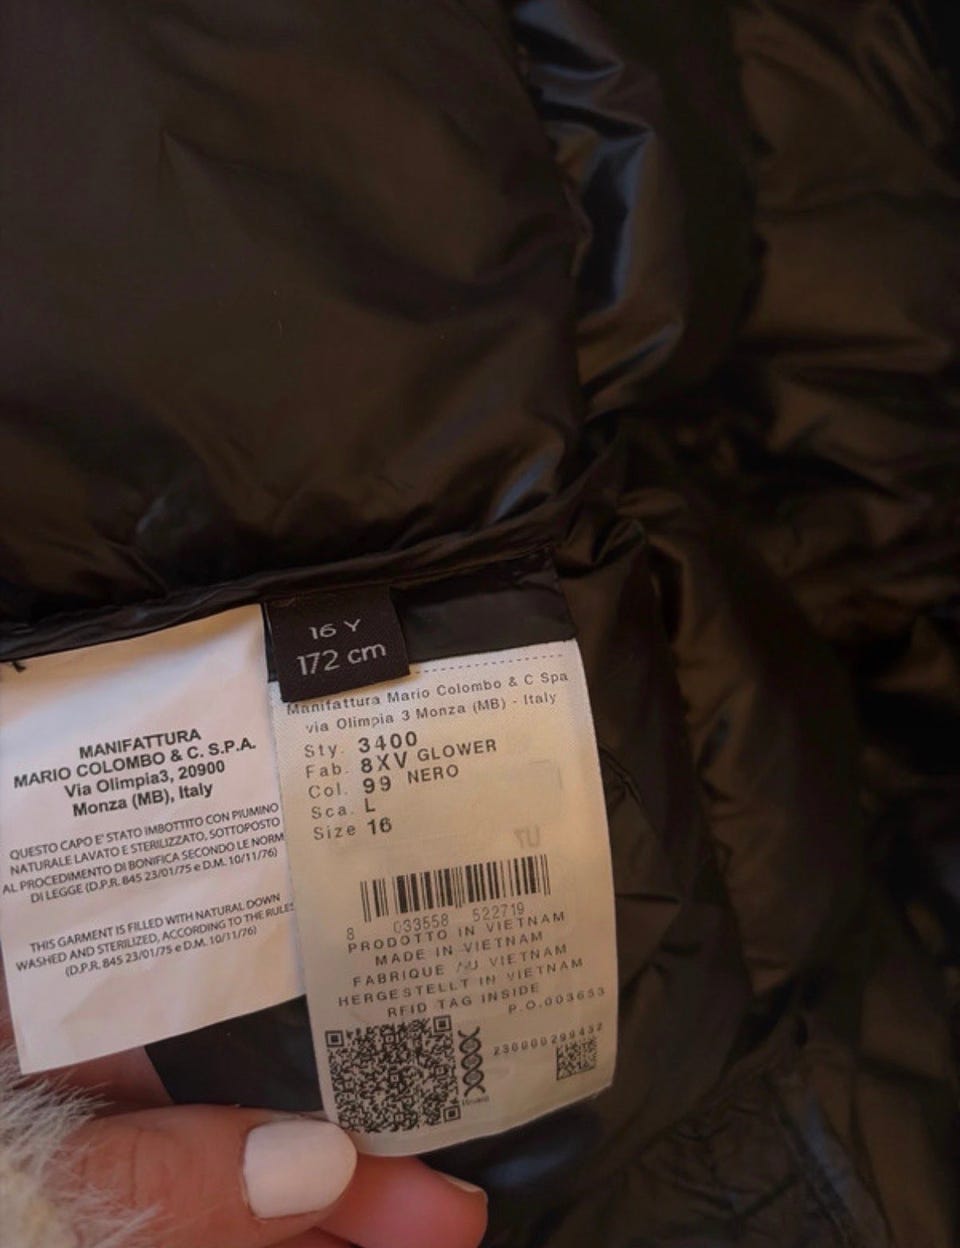 16 Y
172 cm
MANIFATTURA
MARIO COLOMBO & C. S.P.A.
Via Olimpia3, 20900
Monza (MB), Italy
QUESTO CAPO E' STATO IMBOTTITO CON PIUMINO
NATURALE LAVATO E STERILIZZATO, SOTTOPOSTO
AL PROCEDIMENTO DI BONIFICA SECONDO LE NORM
DI LEGGE (D.P.R. 845 23/01/75 e D.M. 10/11/76)
THIS GARMENT IS FILLED WITH NATURAL DOWN
WASHED AND STERILIZED, ACCORDING TO THE RULES
(D.P.R. 845 23/01/75 e D.M. 10/11/76)
Manifattura Mario Colombo & C Spa
via Olimpia 3 Monza (MB) - Italy
Sty. 3400
Fab. 8XV GLOWER
Col. 99 NERO
Sca. L
Size 16
8 033558 522719
PRODOTTO IN VIETNAM
MADE IN VIETNAM
FABRIQUE AU VIETNAM
HERGESTELLT IN VIETNAM
RFID TAG INSIDE
P.O.003653
230000299432